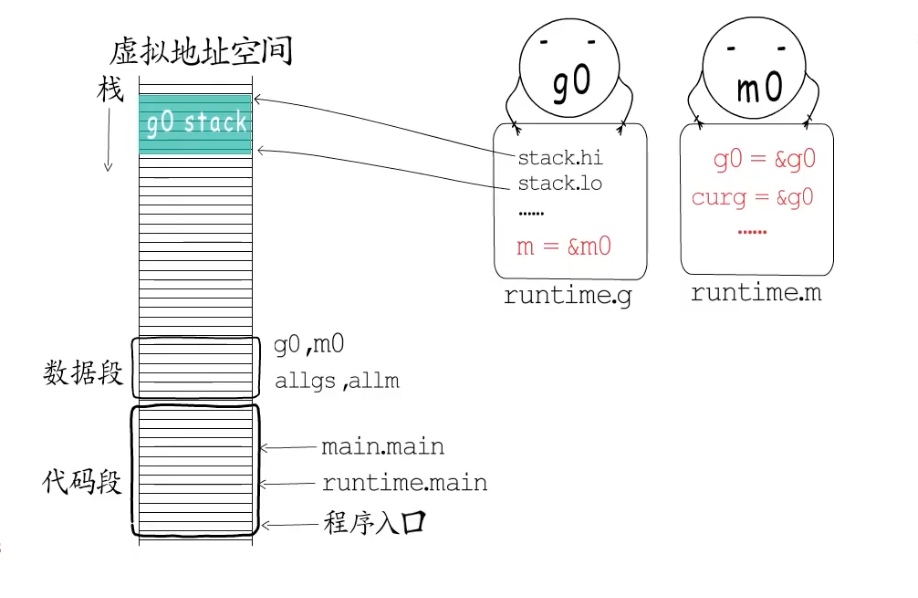 虚拟地址空间
栈
g0 stack
g0
m0
stack.hi
stack.lo
......
m = &m0
runtime.g
g0 = &g0
curg = &g0
......
runtime.m
数据段
g0 ,m0
allgs ,allm
代码段
main.main
runtime.main
程序入口